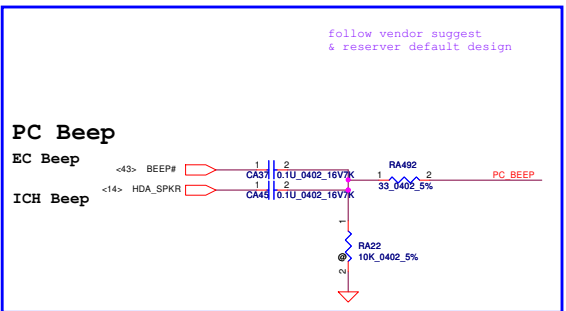 follow vendor suggest
& reserver default design
PC Beep
EC Beep
<43> BEEP# 1 2
CA37 0.1U_0402_16V7K
RA492
1 2 PC_BEEP
33_0402_5%
ICH Beep
<14> HDA_SPKR 1 2
CA45 0.1U_0402_16V7K
1
RA22
@ 10K_0402_5%
2